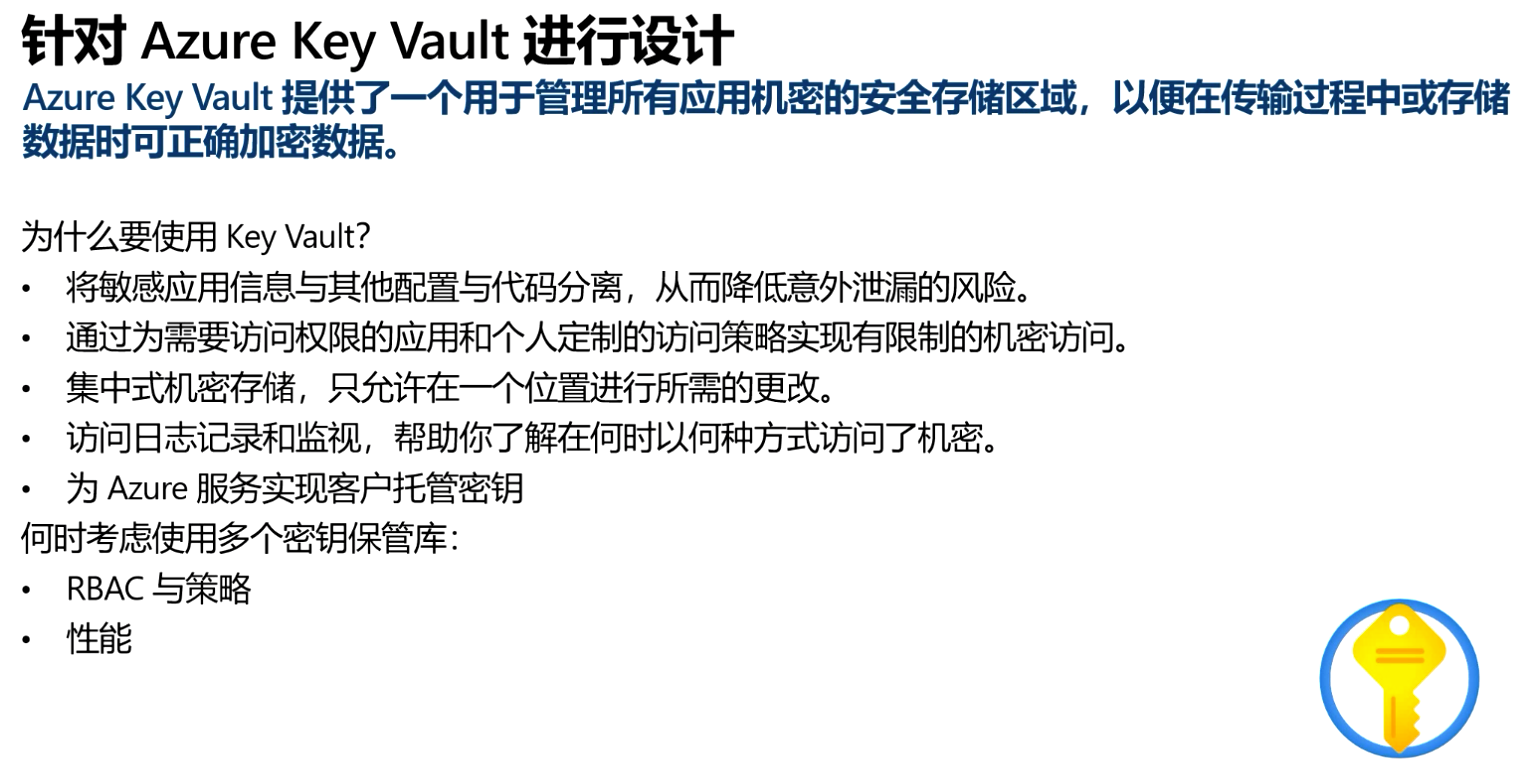 针对 Azure Key Vault 进行设计
Azure Key Vault 提供了一个用于管理所有应用机密的安全存储区域，以便在传输过程中或存储
数据时可正确加密数据。
为什么要使用 Key Vault？
• 将敏感应用信息与其他配置与代码分离，从而降低意外泄漏的风险。
• 通过为需要访问权限的应用和个人定制的访问策略实现有限制的机密访问。
• 集中式机密存储，只允许在一个位置进行所需的更改。
• 访问日志记录和监视，帮助你了解在何时以何种方式访问了机密。
• 为 Azure 服务实现客户托管密钥
何时考虑使用多个密钥保管库：
• RBAC 与策略
• 性能